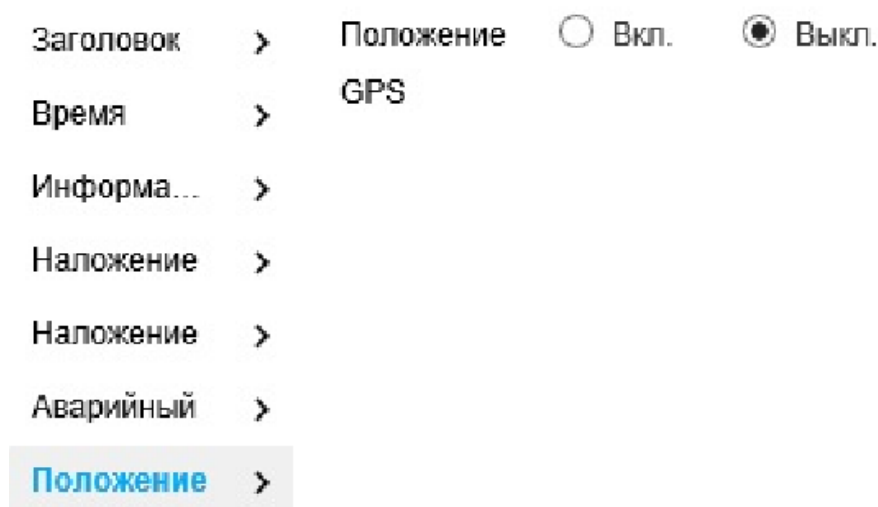 Заголовок
Время
Информа...
Наложение
Наложение
Аварийный
Положение
Положение Вкл. Выкл.
GPS